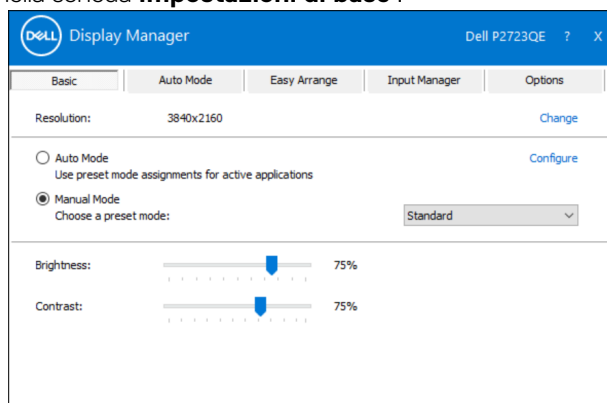 Impostazioni di base".
DELL Display Manager Dell P2723QE ? X
Basic Auto Mode Easy Arrange Input Manager Options
Resolution: 3840x2160 Change
Auto Mode Configure
Use preset mode assignments for active applications
Manual Mode
Choose a preset mode: Standard
Brightness: 75%
Contrast: 75%